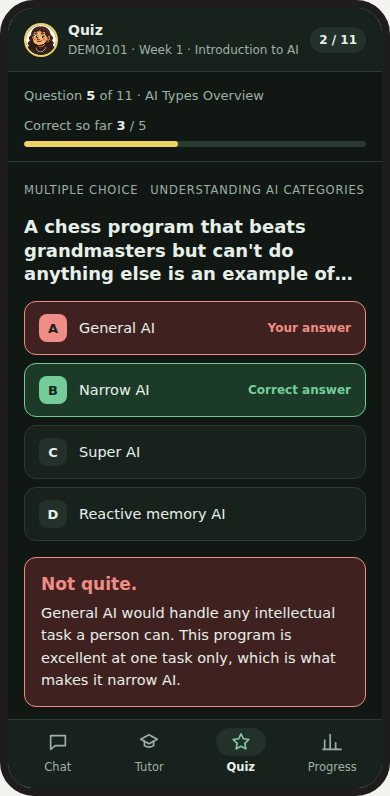 Quiz
DEMO101 · Week 1 · Introduction to AI
2 / 11
Question 5 of 11 · AI Types Overview
Correct so far 3 / 5
MULTIPLE CHOICE
UNDERSTANDING AI CATEGORIES
A chess program that beats
grandmasters but can't do
anything else is an example of…
A General AI Your answer
B Narrow AI Correct answer
C Super AI
D Reactive memory AI
Not quite.
General AI would handle any intellectual
task a person can. This program is
excellent at one task only, which is what
makes it narrow AI.
Chat
Tutor
Quiz
Progress